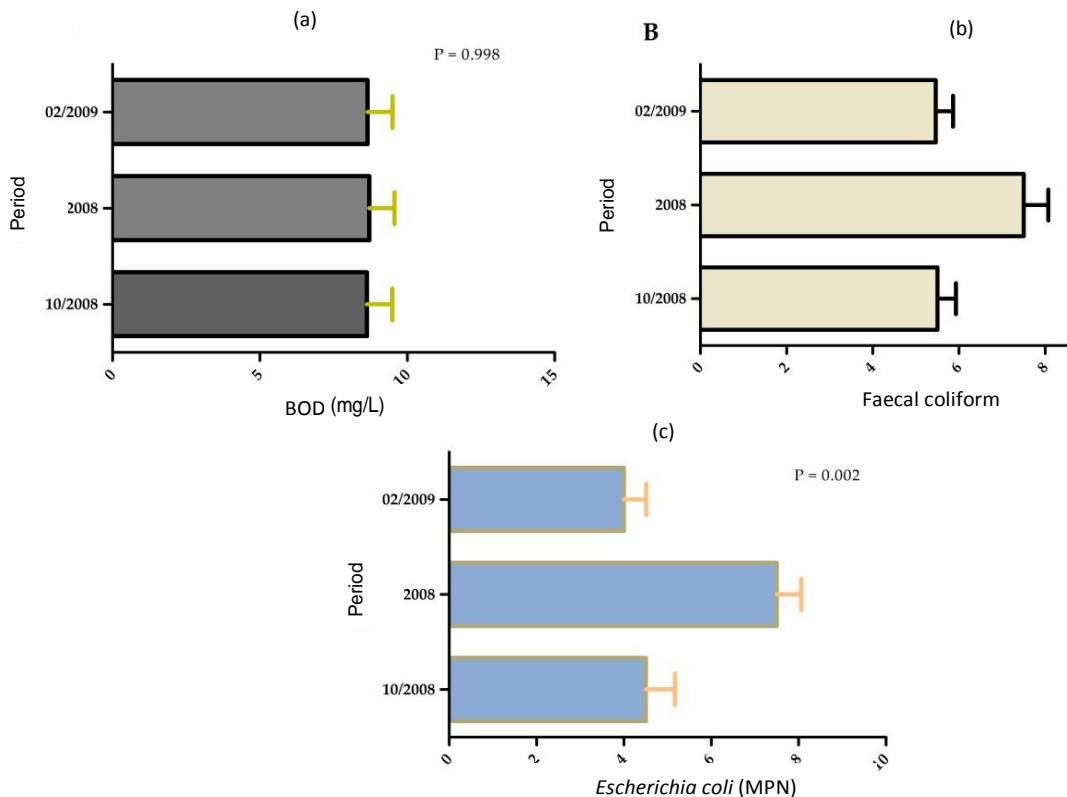 (a)
P = 0.998
02/2009
2008
10/2008
Period
0 5 10 15
BOD (mg/L)
B
(b)
02/2009
2008
10/2008
Period
0 2 4 6 8
Faecal coliform
(c)
P = 0.002
02/2009
2008
10/2008
Period
0 2 4 6 8 10
Escherichia coli (MPN)